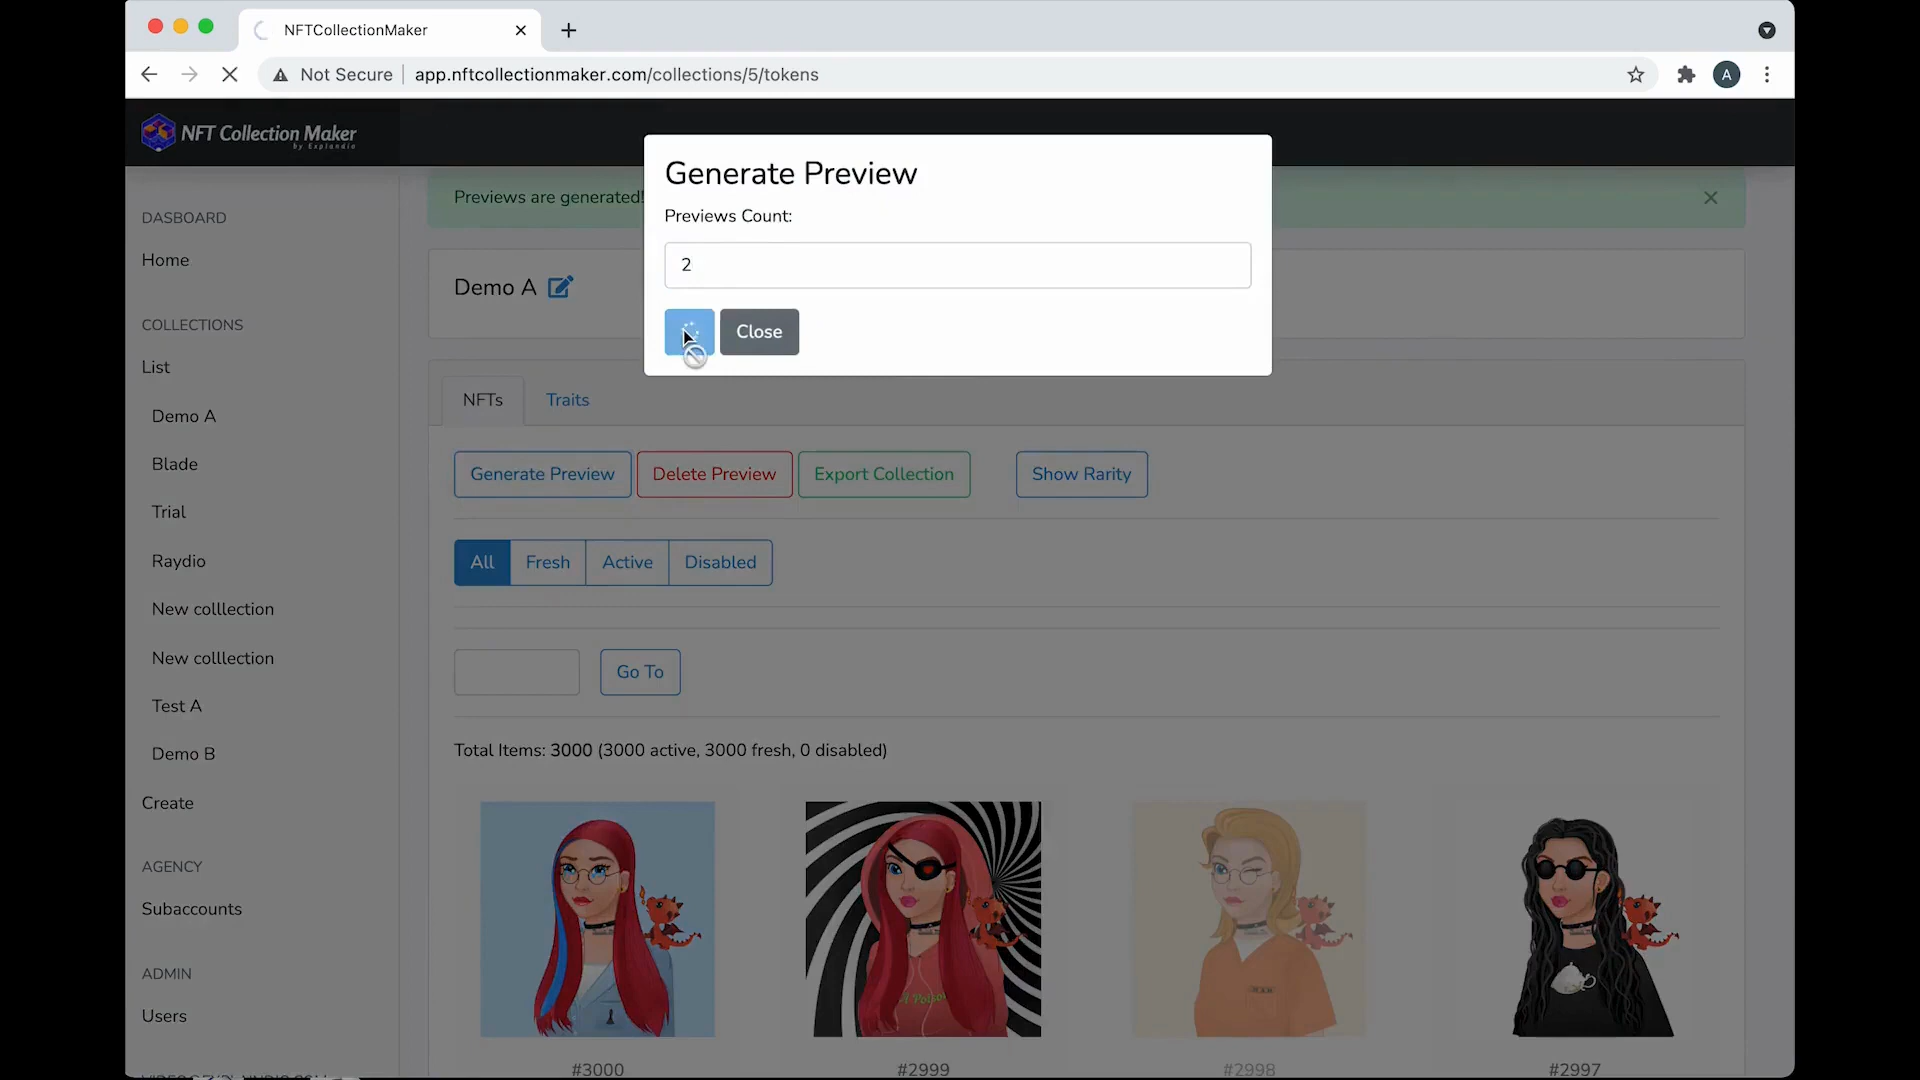 NFTCollectionMaker
Not Secure
app.nftcollectionmaker.com/collections/5/tokens
A
NFT Collection Maker
by Explandio
Generate Preview
Previews Count:
2
Close
Previews are generated!
Demo A
DASBOARD
Home
COLLECTIONS
List
Demo A
Blade
Trial
Raydio
New colllection
New colllection
Test A
Demo B
Create
AGENCY
Subaccounts
ADMIN
Users
NFTs
Traits
Generate Preview
Delete Preview
Export Collection
Show Rarity
All
Fresh
Active
Disabled
Go To
Total Items: 3000 (3000 active, 3000 fresh, 0 disabled)
#3000
#2999
#2998
#2997